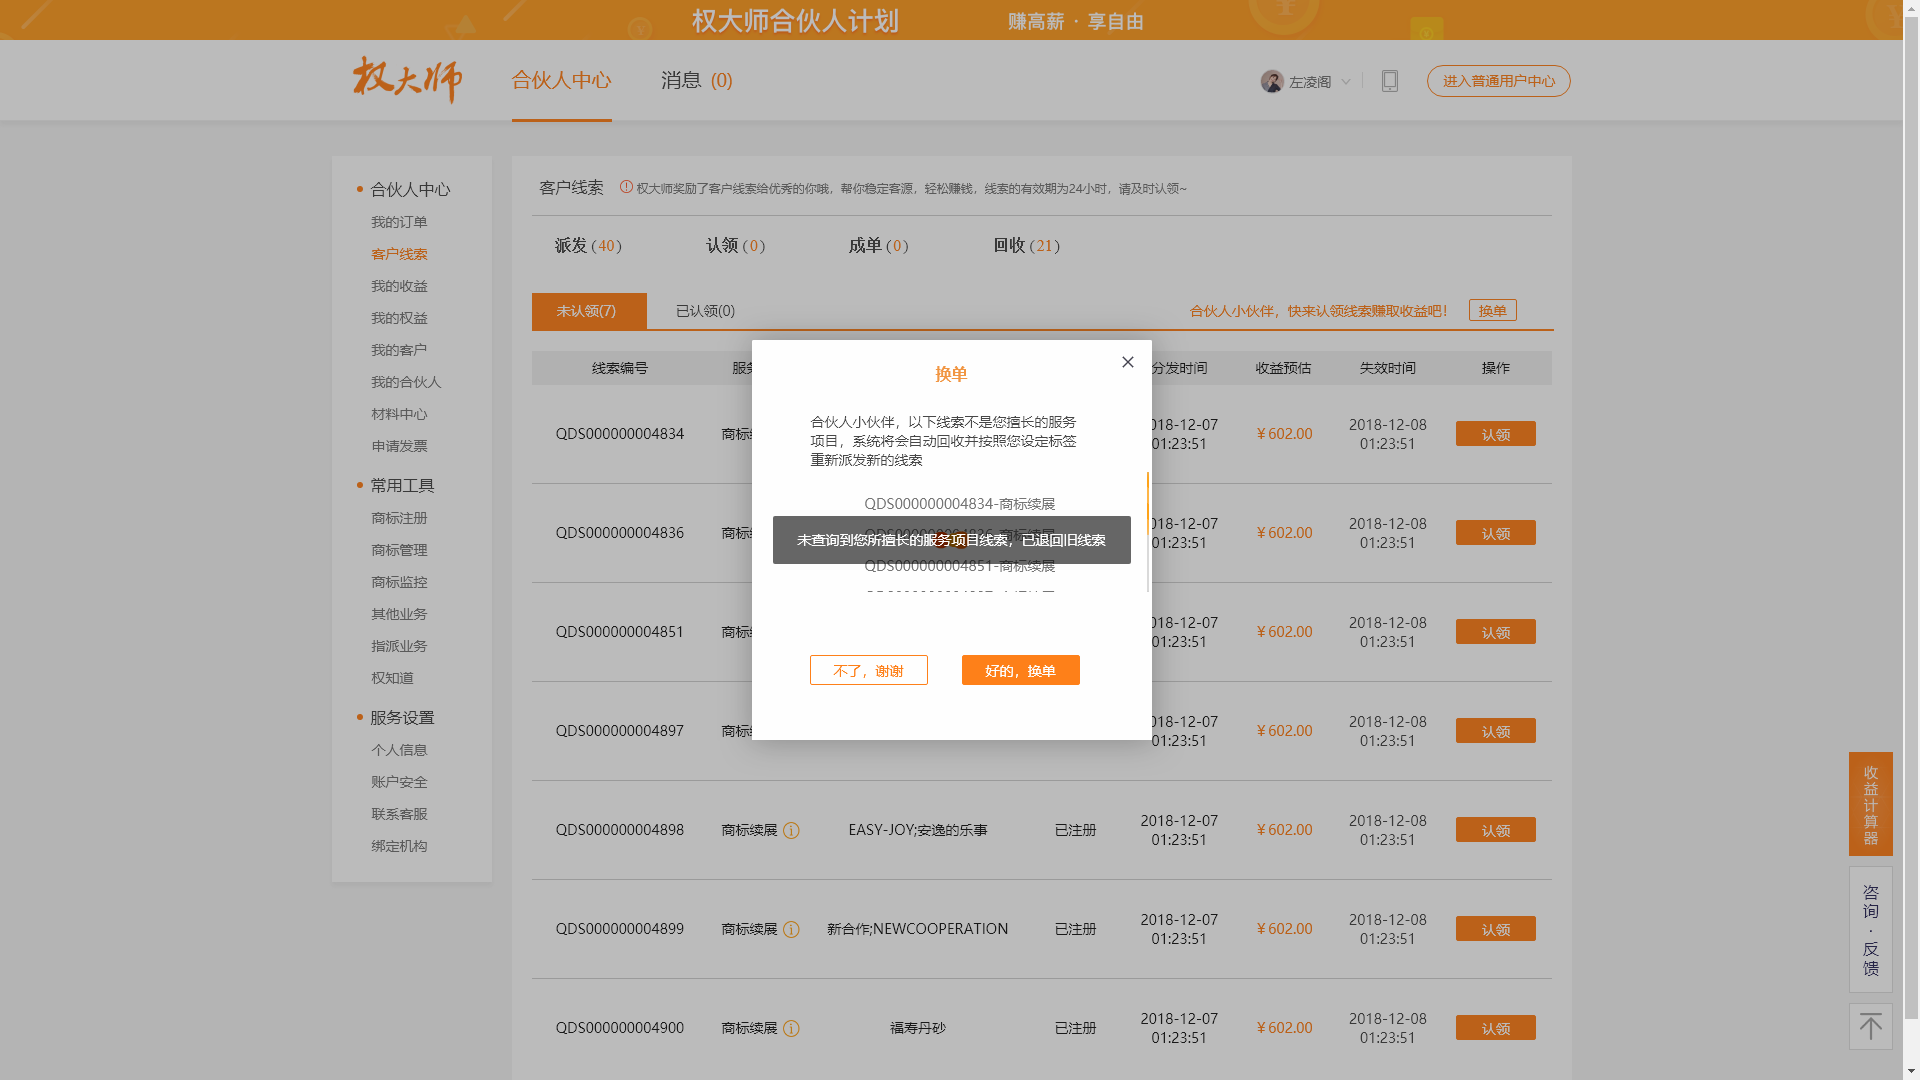 权大师合伙人计划 赚高薪 · 享自由
权大师 合伙人中心 消息 (0) 左凌阁 进入普通用户中心
合伙人中心
我的订单
客户线索
我的收益
我的权益
我的客户
我的合伙人
材料中心
申请发票
常用工具
商标注册
商标管理
商标监控
其他业务
指派业务
权知道
服务设置
个人信息
账户安全
联系客服
绑定机构
客户线索 权大师奖励了客户线索给优秀的你哦，帮你稳定客源，轻松赚钱，线索的有效期为24小时，请及时认领~
派发(40) 认领(0) 成单(0) 回收(21)
未认领(7) 已认领(0) 合伙人小伙伴，快来认领线索赚取收益吧！ 换单
线索编号 服务 分发时间 收益预估 失效时间 操作
QDS000000004834 商标 018-12-07 01:23:51 ¥602.00 2018-12-08 01:23:51 认领
QDS000000004836 商标 018-12-07 01:23:51 ¥602.00 2018-12-08 01:23:51 认领
QDS000000004851 商标 018-12-07 01:23:51 ¥602.00 2018-12-08 01:23:51 认领
QDS000000004897 商标 018-12-07 01:23:51 ¥602.00 2018-12-08 01:23:51 认领
QDS000000004898 商标续展 EASY-JOY;安逸的乐事 已注册 2018-12-07 01:23:51 ¥602.00 2018-12-08 01:23:51 认领
QDS000000004899 商标续展 新合作;NEWCOOPERATION 已注册 2018-12-07 01:23:51 ¥602.00 2018-12-08 01:23:51 认领
QDS000000004900 商标续展 福寿丹砂 已注册 2018-12-07 01:23:51 ¥602.00 2018-12-08 01:23:51 认领
换单
合伙人小伙伴，以下线索不是您擅长的服务
项目，系统将会自动回收并按照您设定标签
重新派发新的线索
QDS000000004834-商标续展
未查询到您所擅长的服务项目线索，已退回旧线索
QDS000000004851-商标续展
不了，谢谢 好的，换单
收益计算器
咨询·反馈